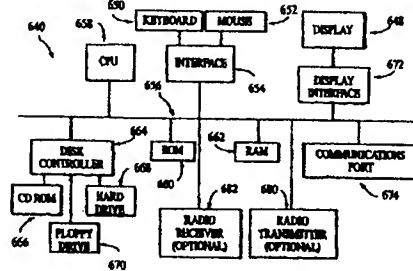 650
KEYBOARD
MOUSE
652
658
640
CPU
INTERFACE
654
DISPLAY
648
672
DISPLAY
INTERFACE
656
664
DESK
CONTROLLER
ROM
660
662
RAM
COMMUNICATIONS
PORT
674
CD ROM
666
668
HARD
DRIVE
FLOPPY
DRIVE
670
682
RADIO
RECEIVER
(OPTIONAL)
680
RADIO
TRANSMITTER
(OPTIONAL)